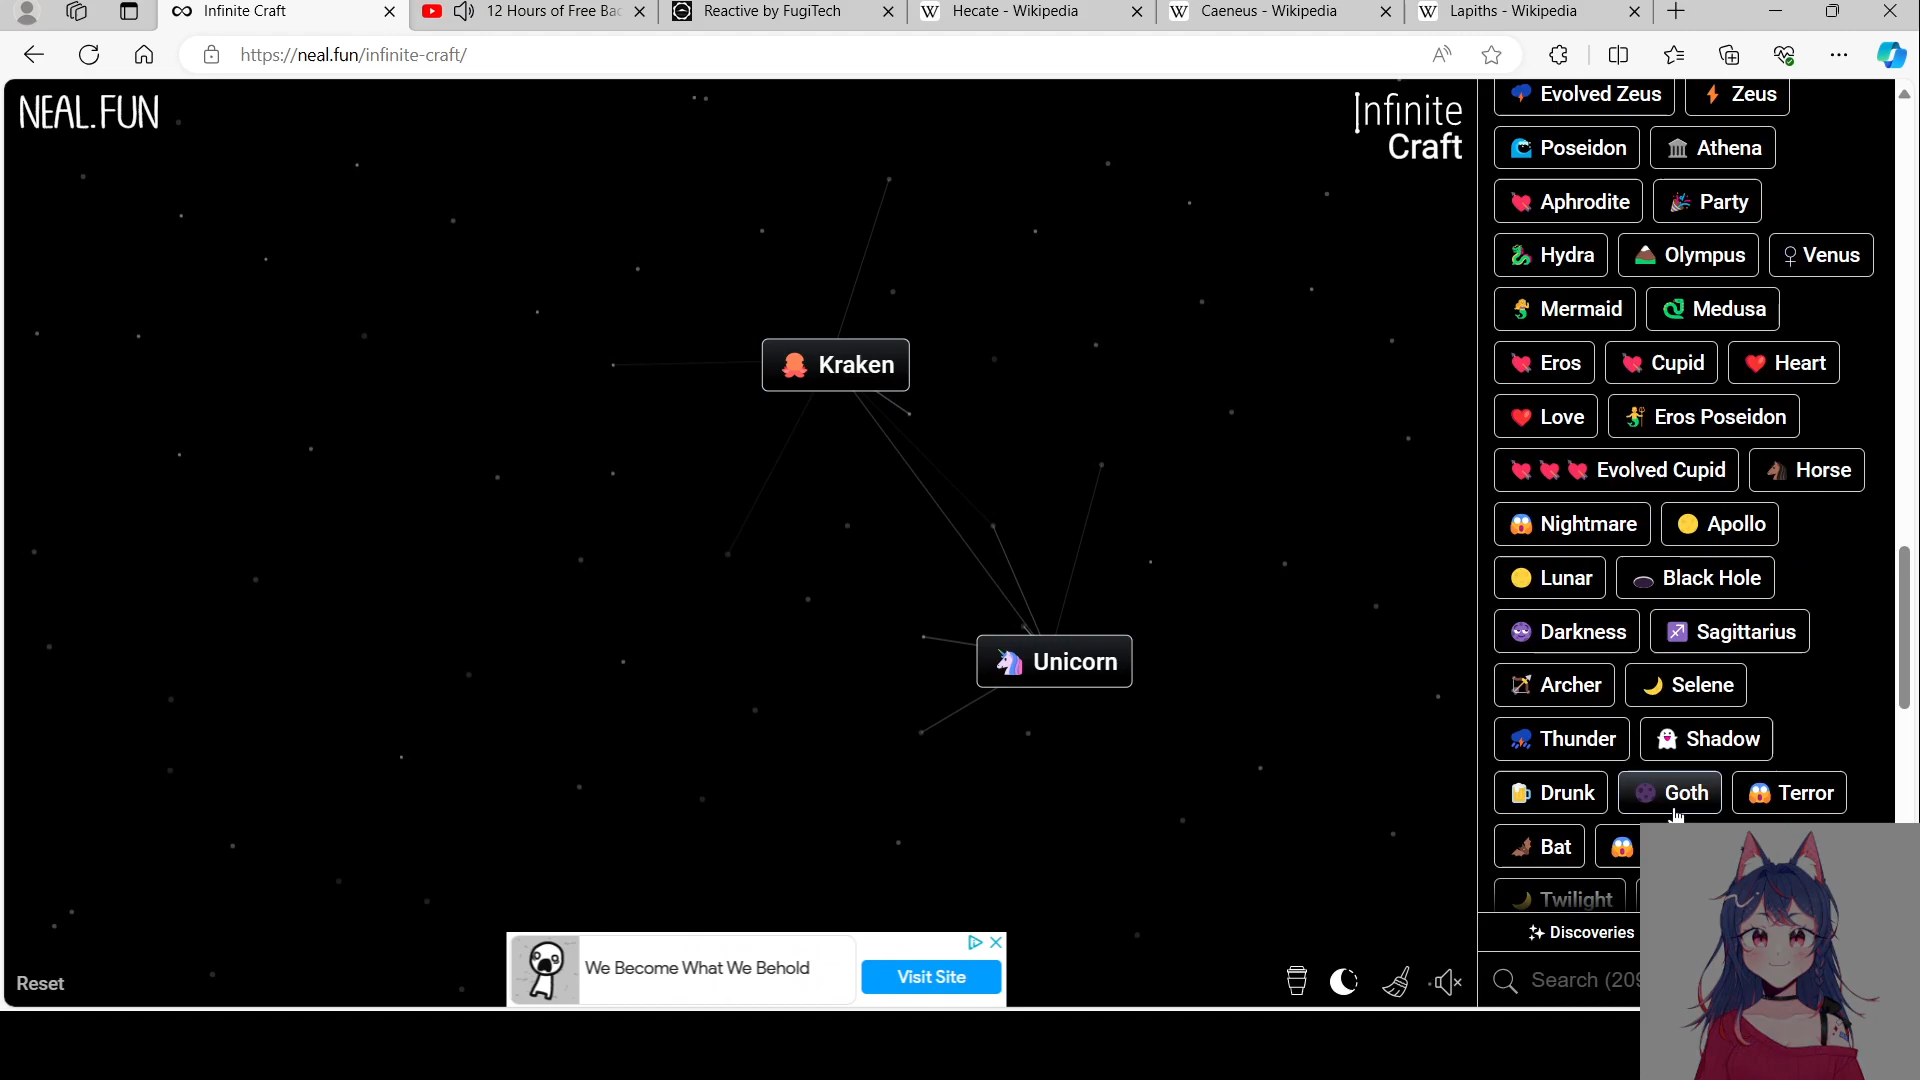 Infinite Craft
12 Hours of Free Bac
Reactive by FugiTech
Hecate - Wikipedia
Caeneus - Wikipedia
Lapiths - Wikipedia
https://neal.fun/infinite-craft/
NEAL.FUN
Infinite
Craft
Kraken
Unicorn
Evolved Zeus
Zeus
Poseidon
Athena
Aphrodite
Party
Hydra
Olympus
Venus
Mermaid
Medusa
Eros
Cupid
Heart
Love
Eros Poseidon
Evolved Cupid
Horse
Nightmare
Apollo
Lunar
Black Hole
Darkness
Sagittarius
Archer
Selene
Thunder
Shadow
Drunk
Goth
Terror
Bat
Twilight
Discoveries
Search (209
We Become What We Behold
Visit Site
Reset